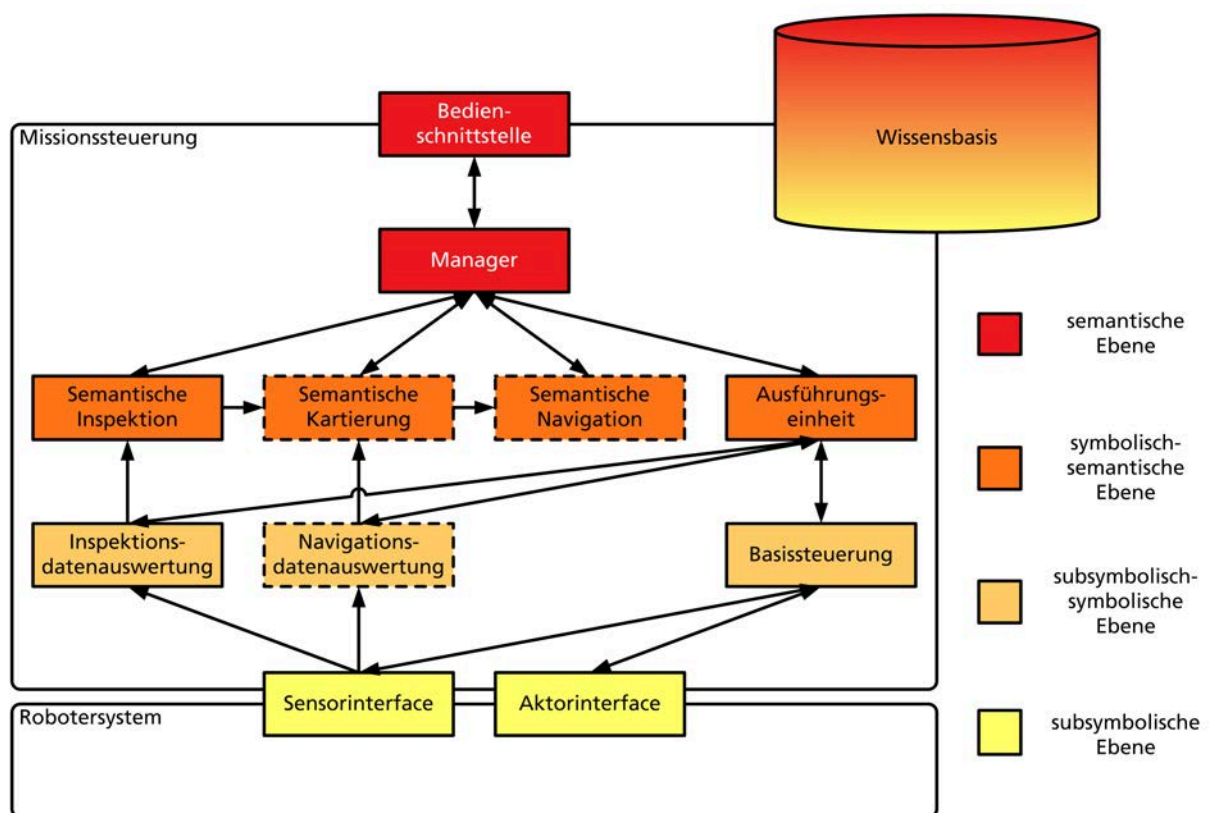 Missionssteuerung
Bedien-
schnittstelle
Wissensbasis
Manager
Semantische
Inspektion
Semantische
Kartierung
Semantische
Navigation
Ausführungs-
einheit
Inspektions-
datenauswertung
Navigations-
datenauswertung
Basissteuerung
Sensorinterface
Aktorinterface
Robotersystem
semantische
Ebene
symbolisch-
semantische
Ebene
subsymbolisch-
symbolische
Ebene
subsymbolische
Ebene